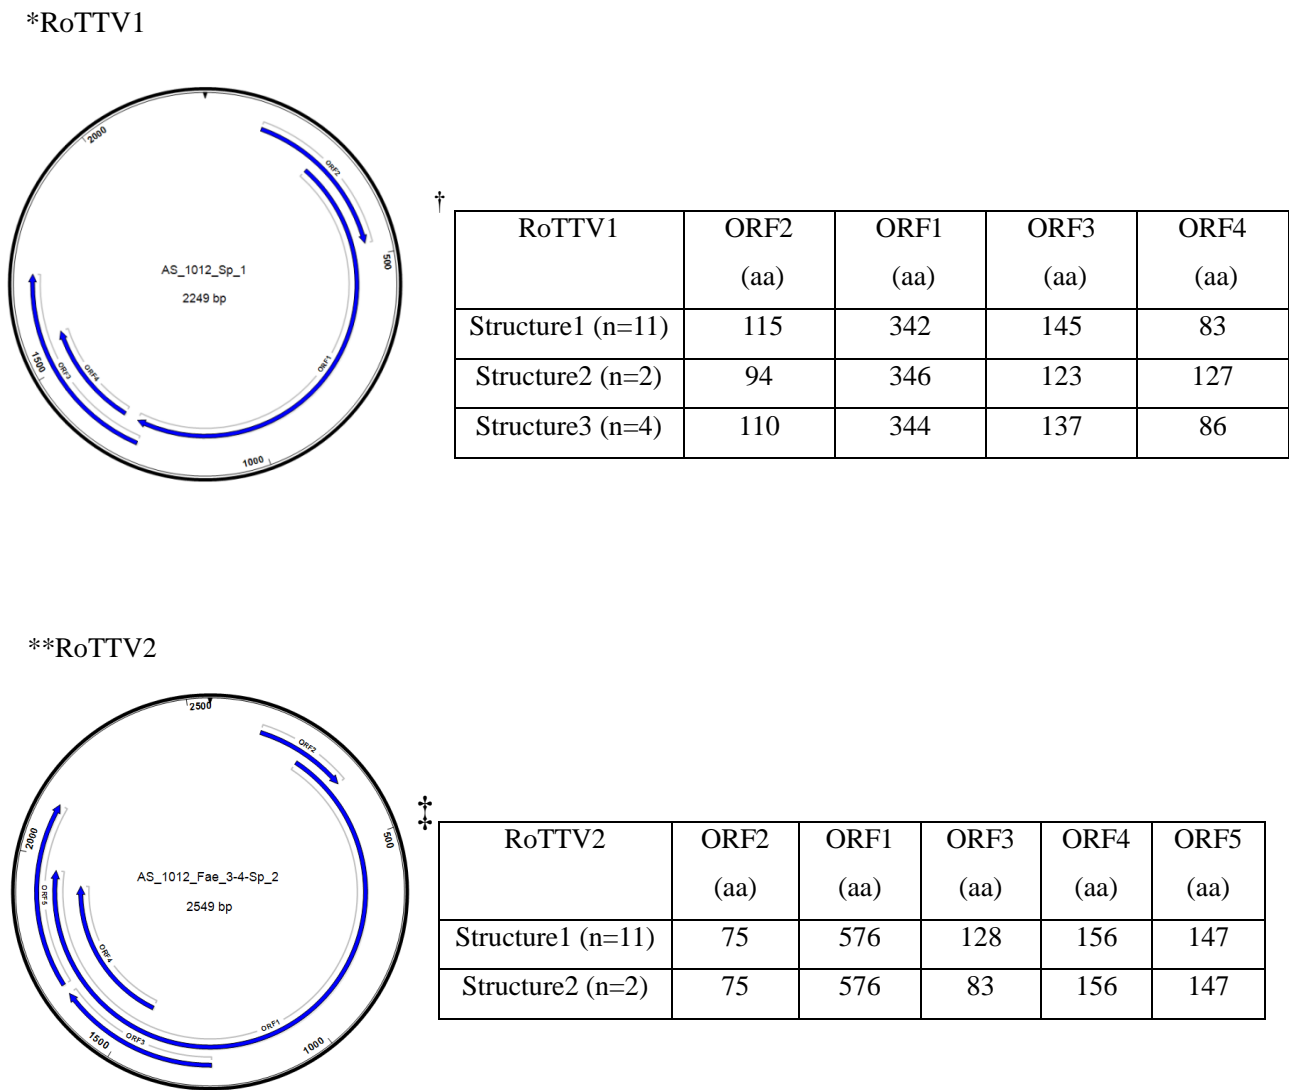 *RoTTV1
2000
ORF2
500
AS_1012_Sp_1
2249 bp
ORF1
ORF4
ORF3
1500
1000
†
RoTTV1 ORF2 ORF1 ORF3 ORF4
(aa) (aa) (aa) (aa)
Structure1 (n=11) 115 342 145 83
Structure2 (n=2) 94 346 123 127
Structure3 (n=4) 110 344 137 86
**RoTTV2
2500
ORF2
500
2000
AS_1012_Fae_3-4-Sp_2
2549 bp
ORF5
ORF4
ORF1
ORF3
1500
1000
‡
RoTTV2 ORF2 ORF1 ORF3 ORF4 ORF5
(aa) (aa) (aa) (aa) (aa)
Structure1 (n=11) 75 576 128 156 147
Structure2 (n=2) 75 576 83 156 147